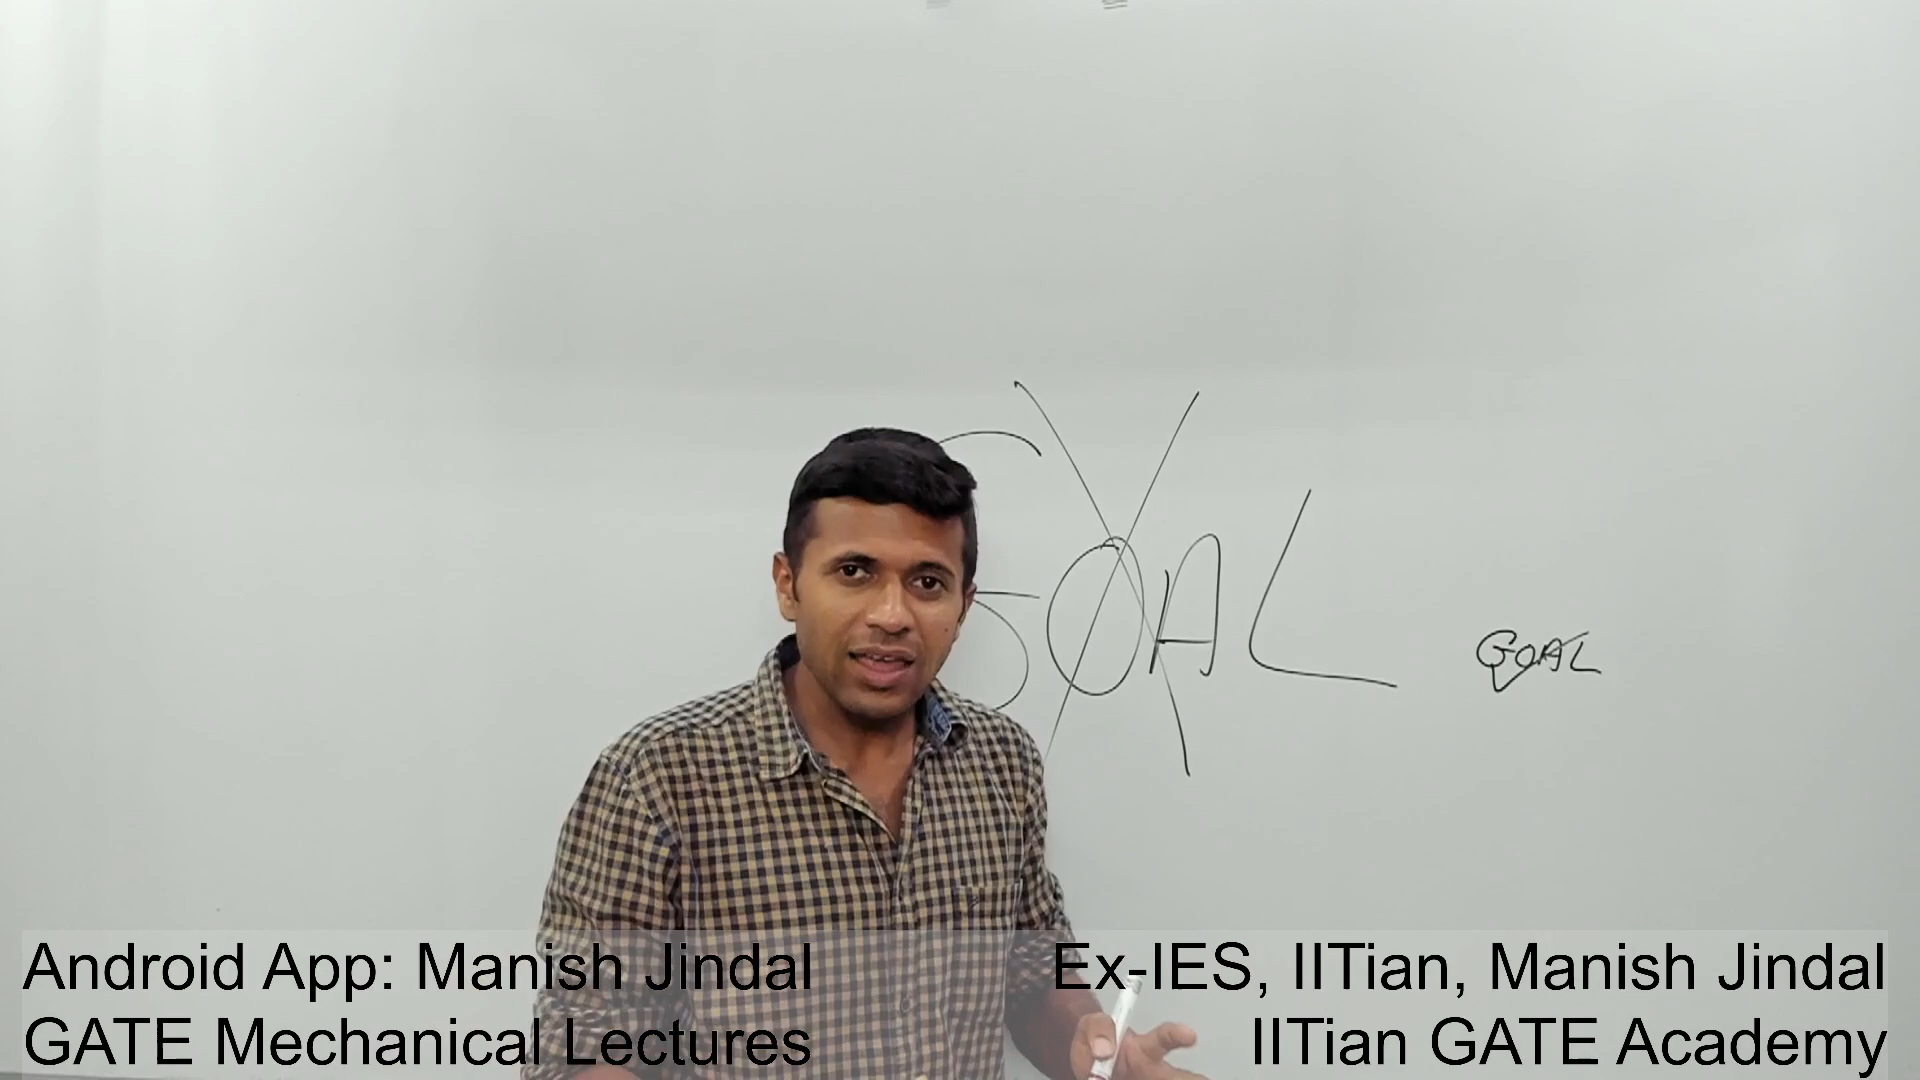 GOAL
GOAL
Android App: Manish Jindal
GATE Mechanical Lectures
Ex-IES, IITian, Manish Jindal
IITian GATE Academy